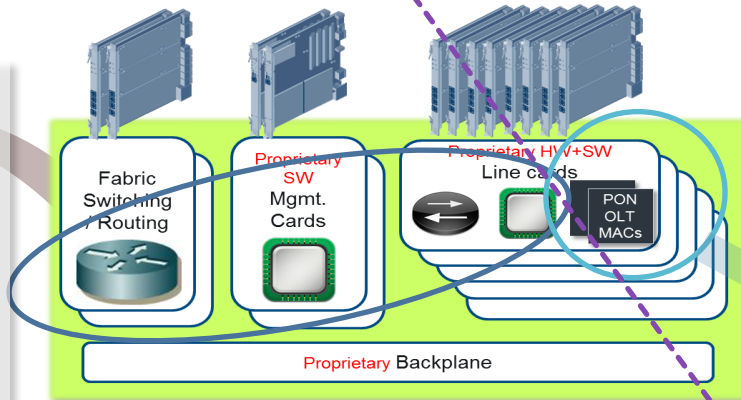 Fabric
Switching
/ Routing
Proprietary
SW
Mgmt.
Cards
Proprietary HW+SW
Line cards
PON
OLT
MACs
Proprietary Backplane